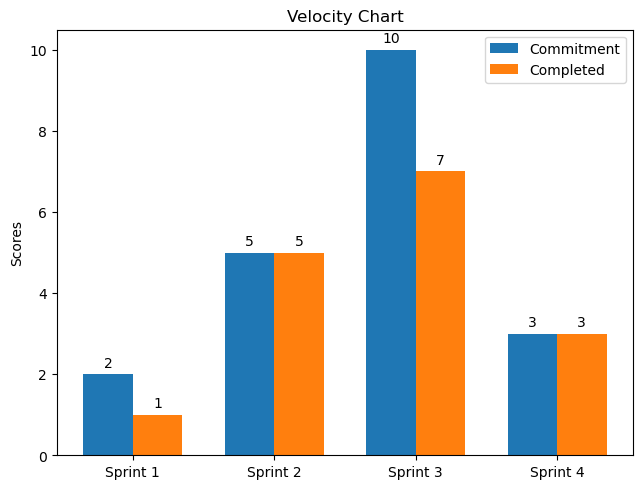 Velocity Chart
Commitment
Completed
Scores
10
8
6
4
2
0
2
1
5
5
10
7
3
3
Sprint 1
Sprint 2
Sprint 3
Sprint 4